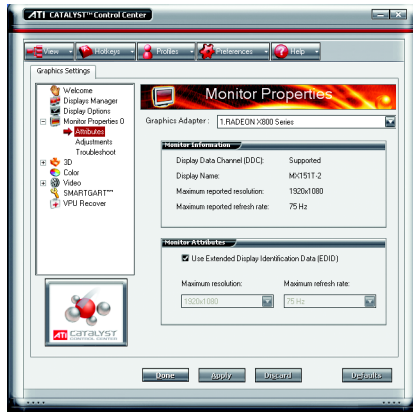 ATI CATALYST™ Control Center
View Hotkeys Profiles Preferences Help
Graphics Settings
Welcome
Displays Manager
Display Options
Monitor Properties 0
Attributes
Adjustments
Troubleshoot
3D
Color
Video
SMARTGART™
VPU Recover
Monitor Properties
Graphics Adapter : 1.RADEON X800 Series
Monitor Information
Display Data Channel (DDC): Supported
Display Name: MX151T-2
Maximum reported resolution: 1920x1080
Maximum reported refresh rate: 75 Hz
Monitor Attributes
Use Extended Display Identification Data (EDID)
Maximum resolution: Maximum refresh rate:
1920x1080 75 Hz
ATI CATALYST
CONTROL CENTER
Done Apply Discard Defaults